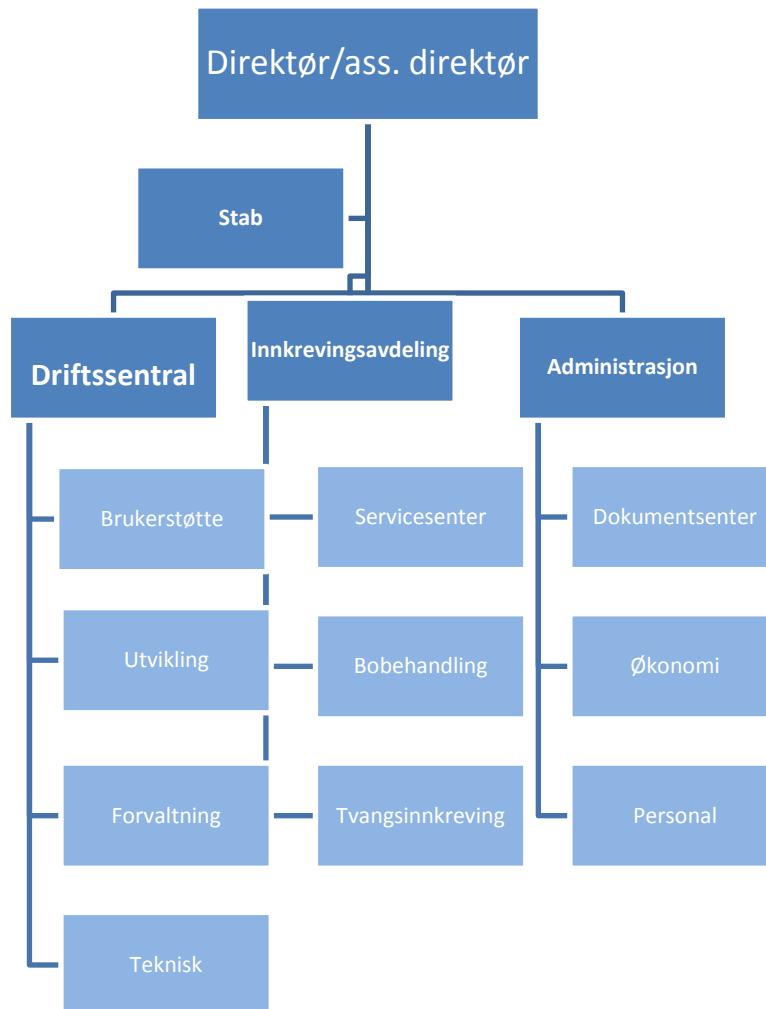 Direktør/ass. direktør
Stab
Driftssentral
Innkrevingsavdeling
Administrasjon
Brukerstøtte
Servicesenter
Dokumentsenter
Utvikling
Bobehandling
Økonomi
Forvaltning
Tvangsinnkreving
Personal
Teknisk